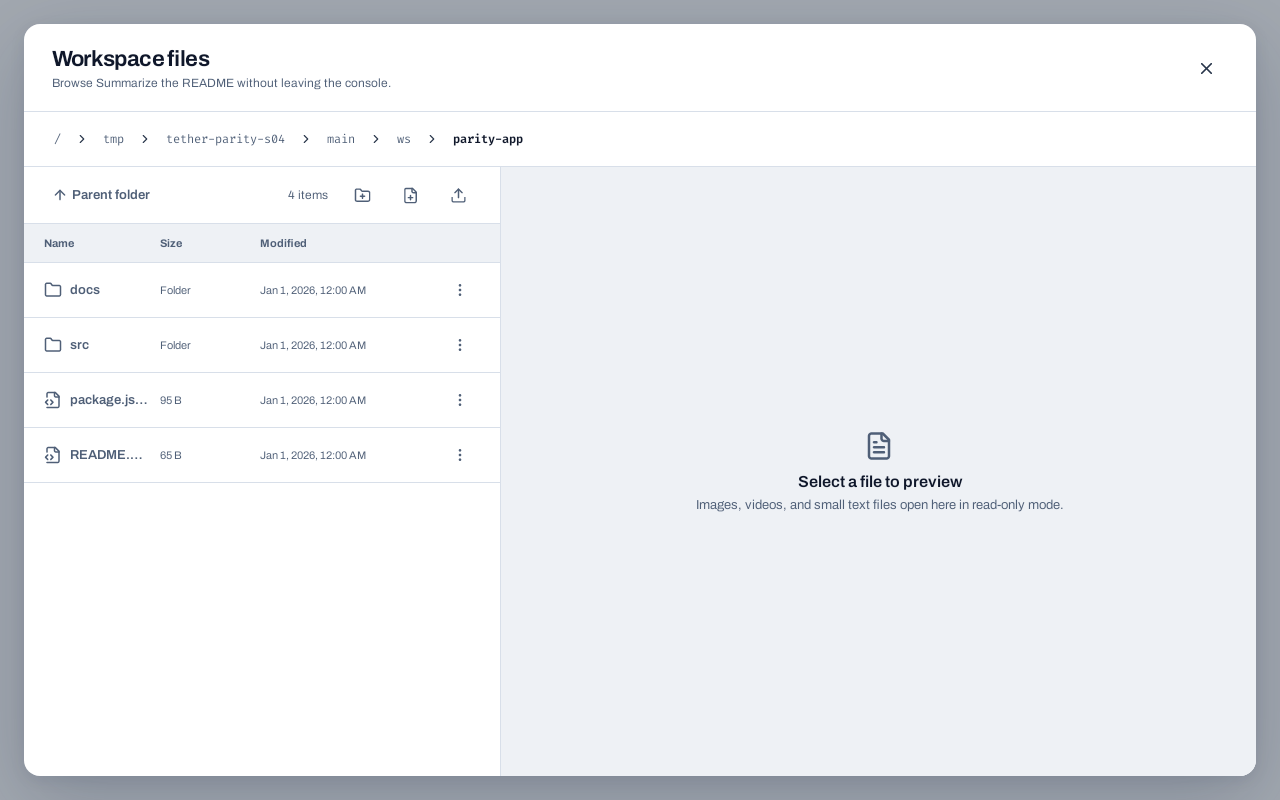 Workspace files
Browse Summarize the README without leaving the console.
/ tmp tether-parity-s04 main ws parity-app
Parent folder 4 items
Name Size Modified
docs Folder Jan 1, 2026, 12:00 AM
src Folder Jan 1, 2026, 12:00 AM
package.js... 95 B Jan 1, 2026, 12:00 AM
README.... 65 B Jan 1, 2026, 12:00 AM
Select a file to preview
Images, videos, and small text files open here in read-only mode.